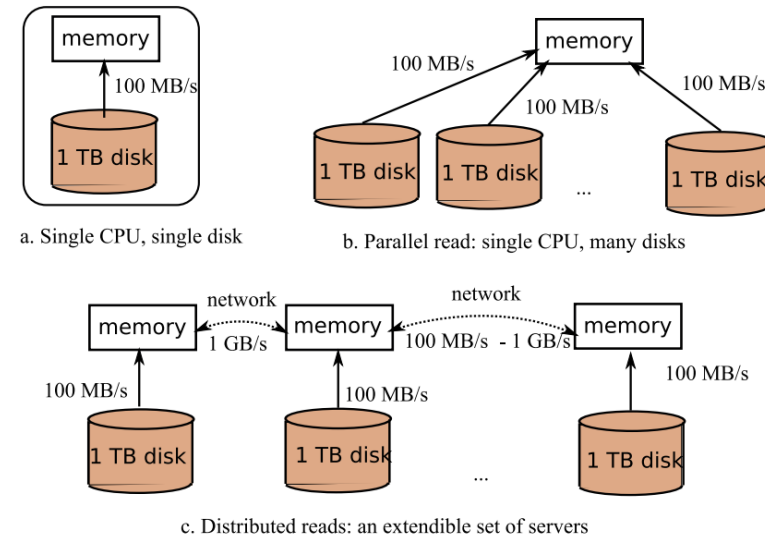 memory
100 MB/s
1 TB disk
a. Single CPU, single disk
memory
100 MB/s
100 MB/s
100 MB/s
1 TB disk
1 TB disk
...
1 TB disk
b. Parallel read: single CPU, many disks
network
network
memory
memory
memory
1 GB/s
100 MB/s - 1 GB/s
100 MB/s
100 MB/s
100 MB/s
1 TB disk
1 TB disk
...
1 TB disk
c. Distributed reads: an extendible set of servers